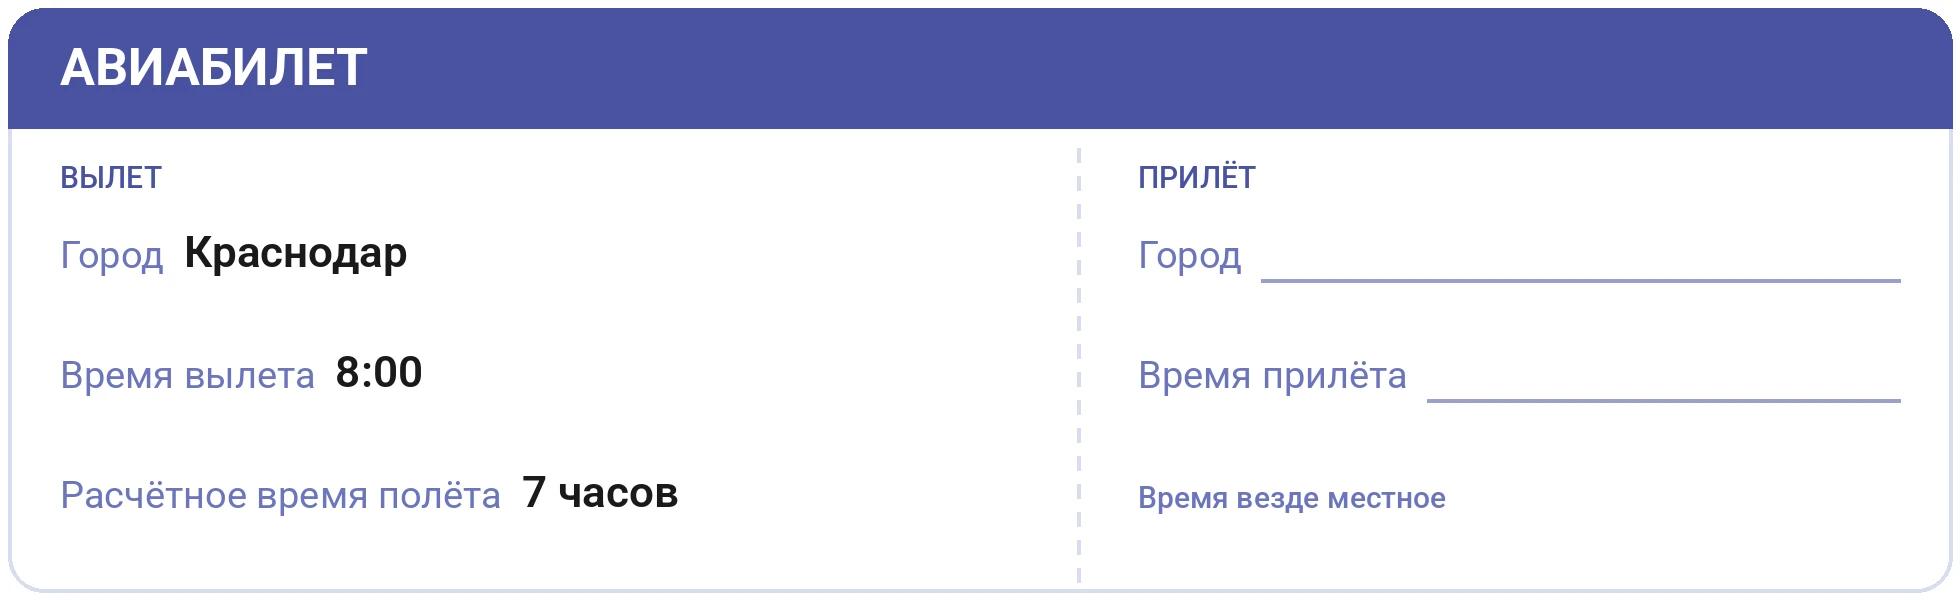 АВИАБИЛЕТ
ВЫЛЕТ
Город Краснодар
Время вылета 8:00
Расчётное время полёта 7 часов
ПРИЛЁТ
Город
Время прилёта
Время везде местное